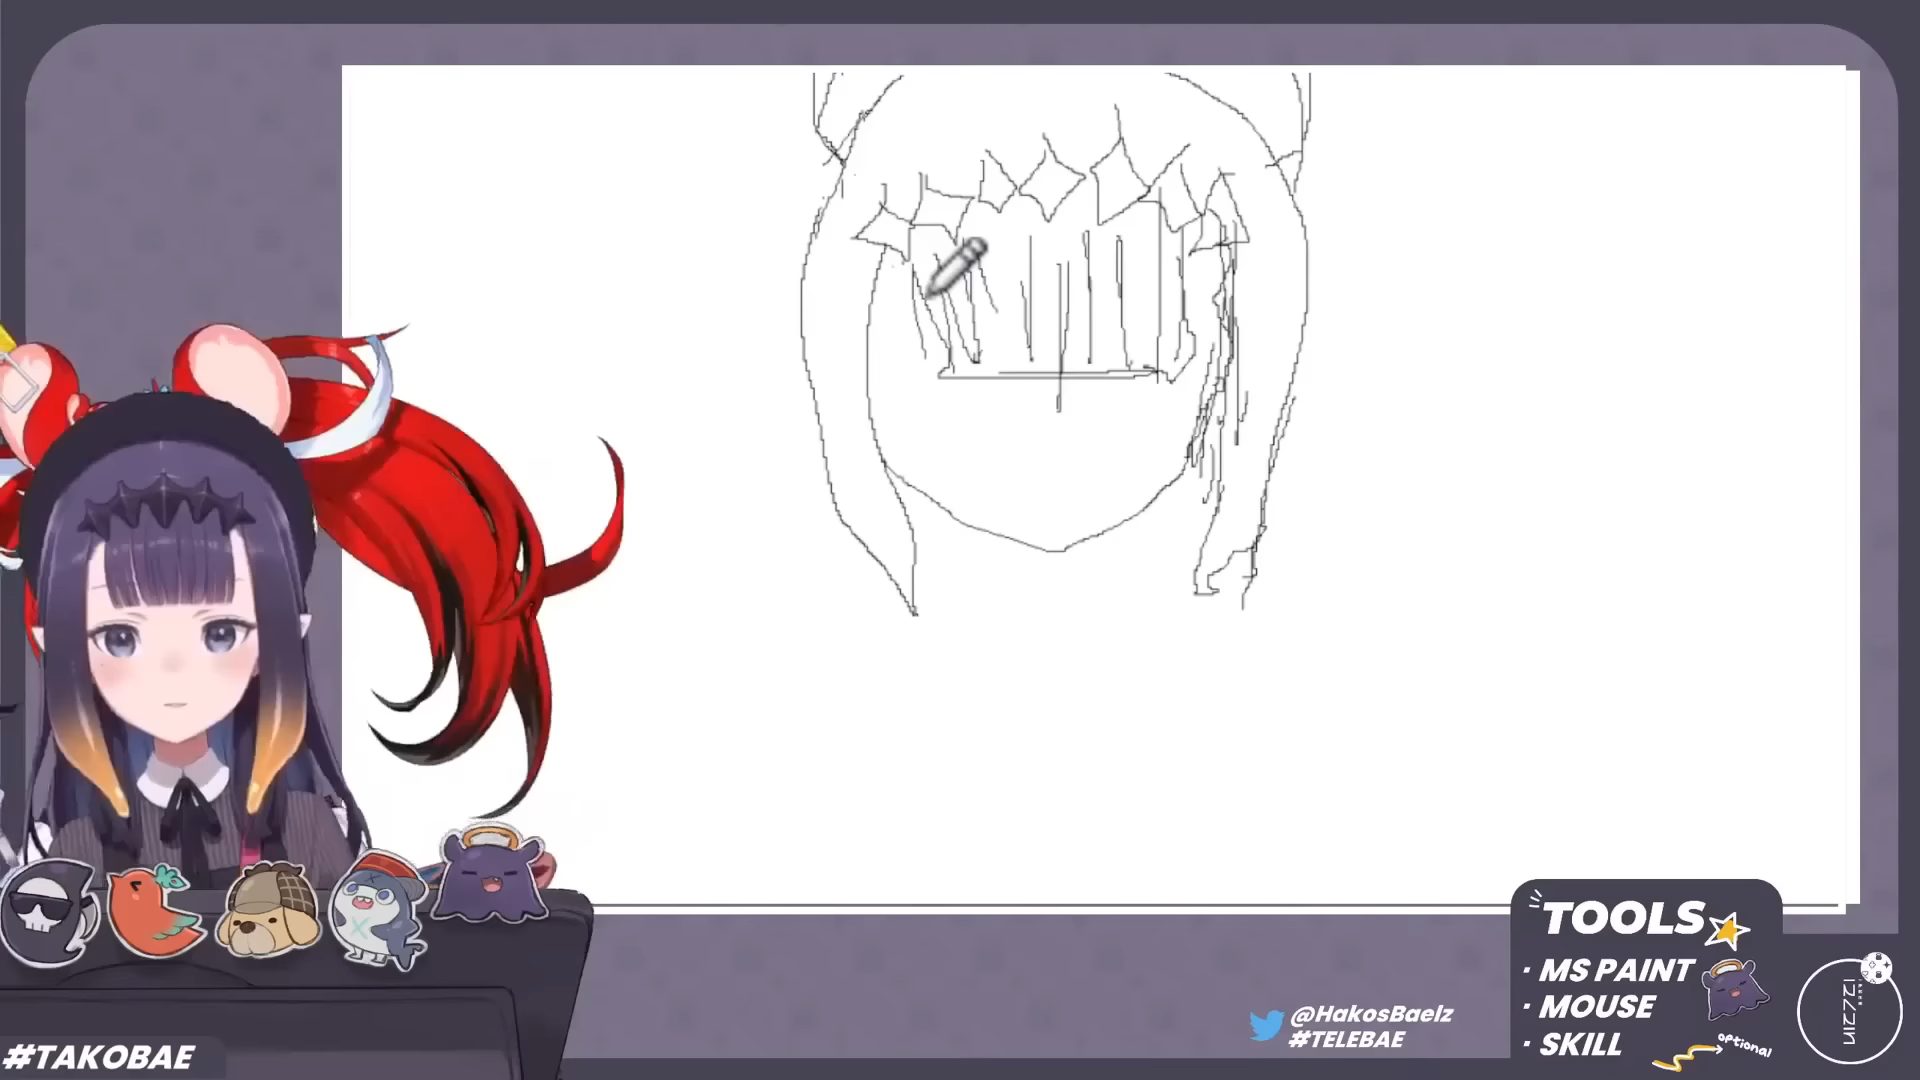 TOOLS
· MS PAINT
· MOUSE
· SKILL
optional
@HakosBaelz
#TELEBAE
#TAKOBAE